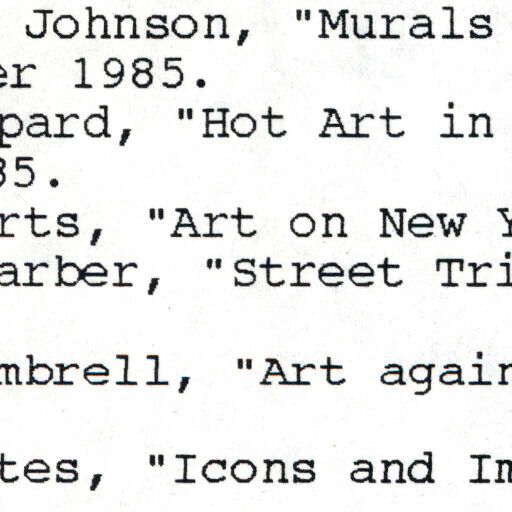 Johnson, "Murals
er 1985.
pard, "Hot Art in
35.
rts, "Art on New Y
arber, "Street Tri
mbrell, "Art again
tes, "Icons and Im